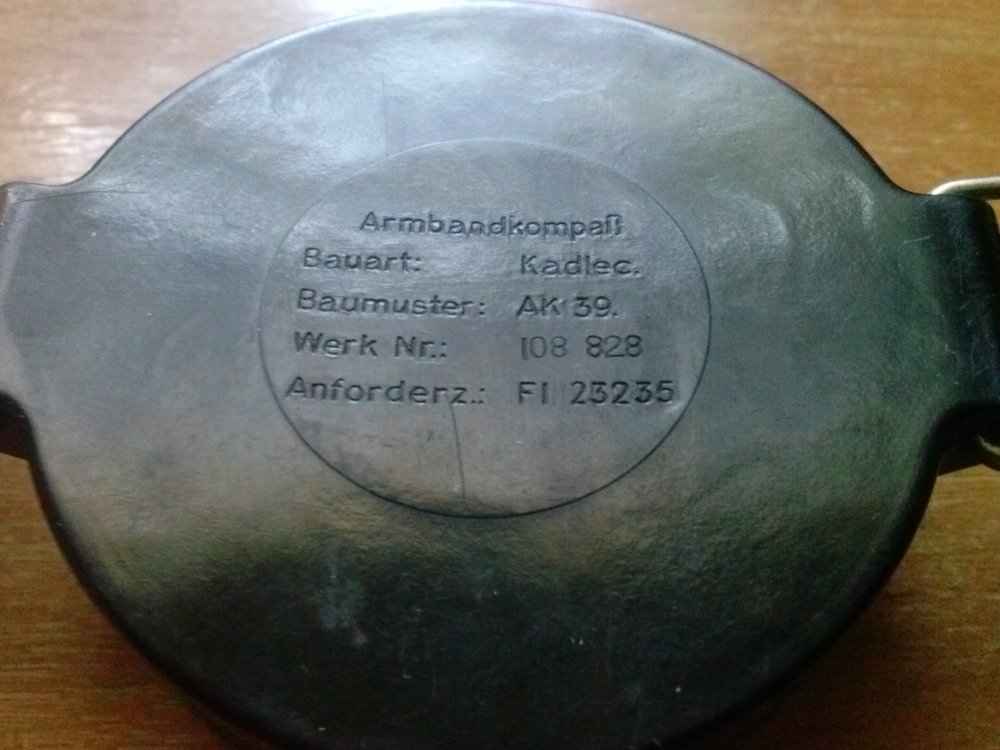 Armbandkompaß
Bauart: Kadlec.
Baumuster: AK 39.
Werk Nr.: 108 828
Anforderz.: Fl 23235